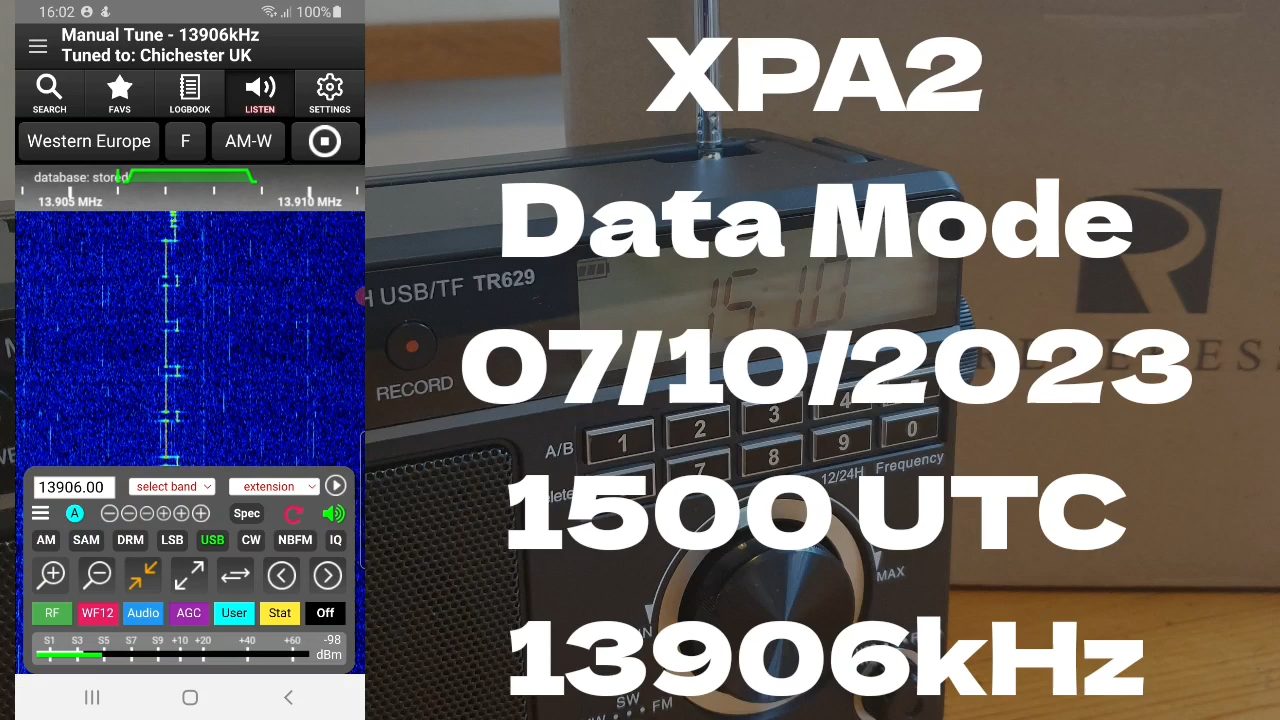 16:02
100%
Manual Tune - 13906kHz
Tuned to: Chichester UK
SEARCH
FAVS
LOGBOOK
LISTEN
SETTINGS
Western Europe
F
AM-W
database: stored
13.905 MHz
13.910 MHz
13906.00
select band
extension
A
Spec
AM
SAM
DRM
LSB
USB
CW
NBFM
IQ
RF
WF12
Audio
AGC
User
Stat
Off
S1
S3
S5
S7
S9
+10
+20
+40
+60
-98
dBm
XPA2
Data Mode
07/10/2023
1500 UTC
13906kHz
USB/TF TR629
15:10
RECORD
A/B
1
2
3
4
7
8
9
0
12/24H
Frequency
MAX
SW
FM
R